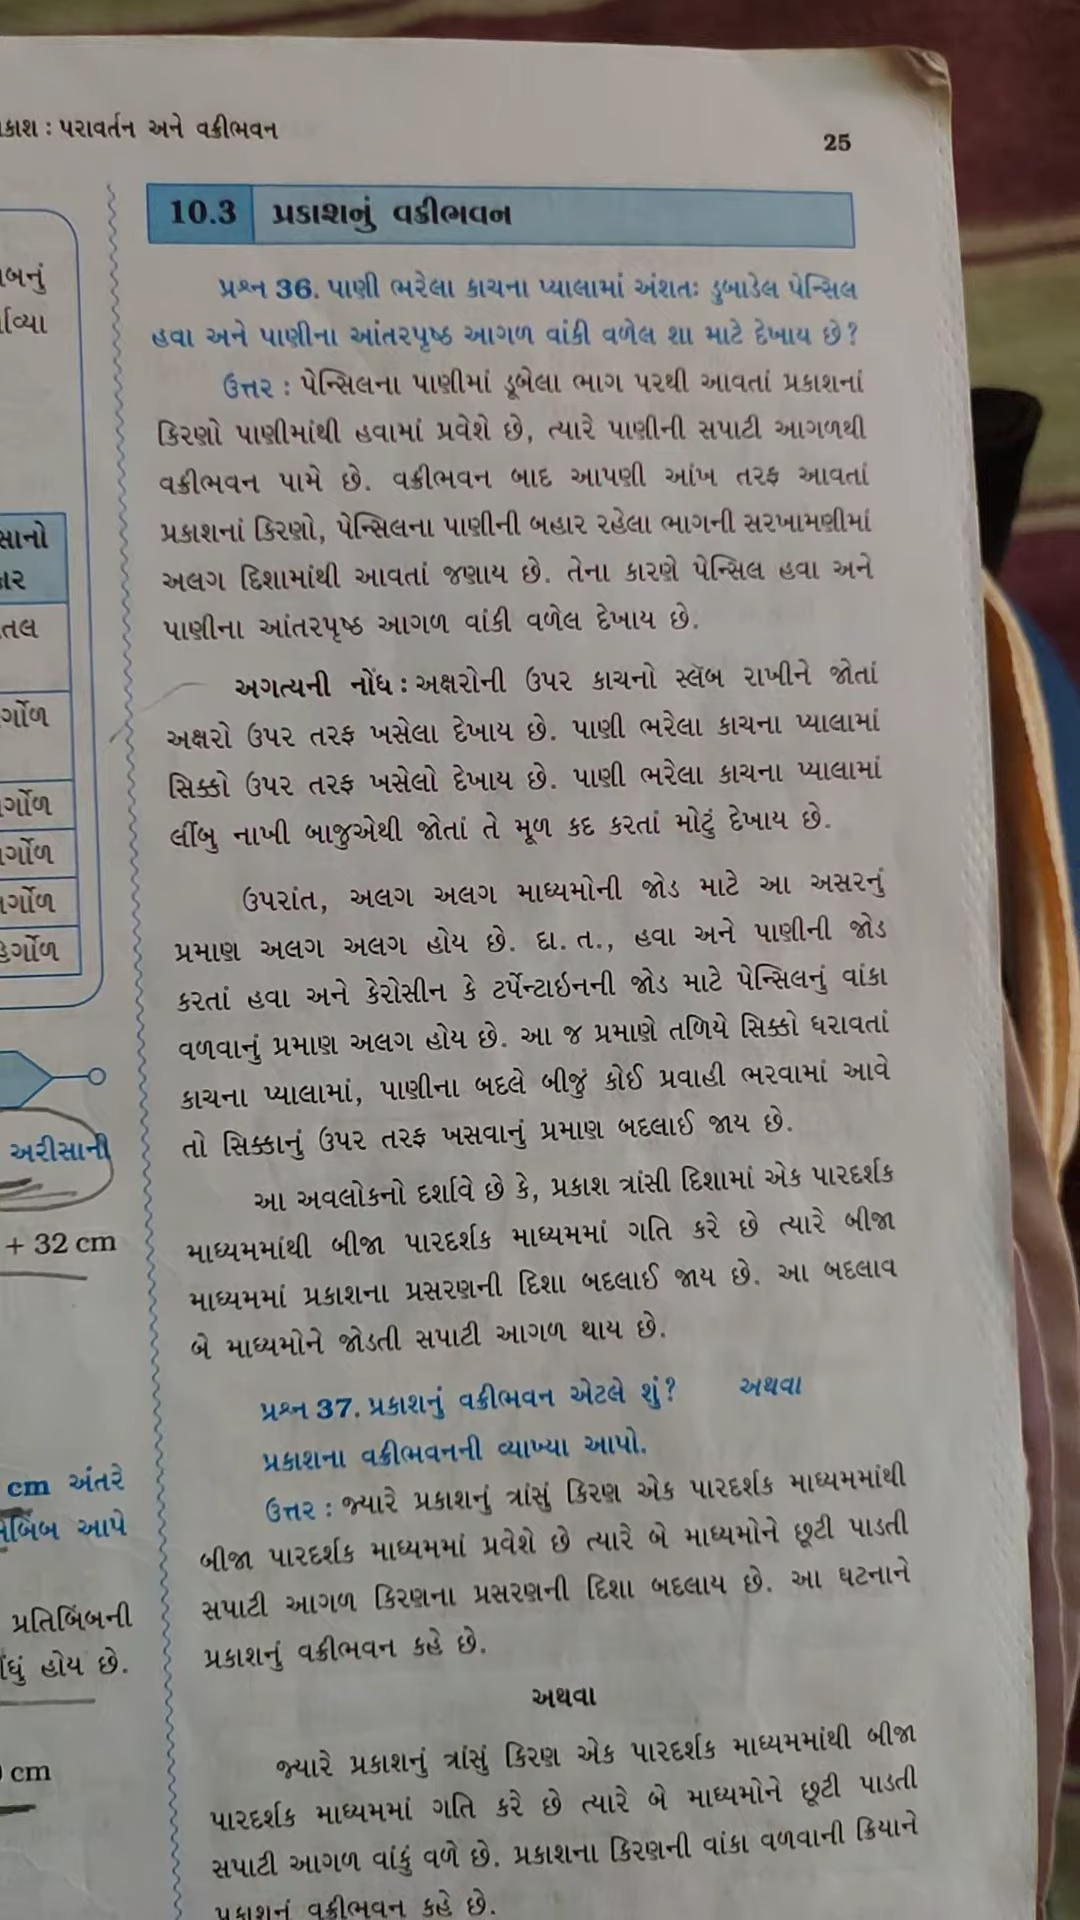 પરાવર્તન અને વક્રીભવન
25
10.3 પ્રકાશનું વક્રીભવન
પ્રશ્ન 36. પાણી ભરેલા કાચના પ્યાલામાં અંશતઃ ડુબાડેલ પેન્સિલ
હવા અને પાણીના આંતરપૃષ્ઠ આગળ વાંકી વળેલ શા માટે દેખાય છે?
ઉત્તર : પેન્સિલના પાણીમાં ડૂબેલા ભાગ પરથી આવતાં પ્રકાશનાં
કિરણો પાણીમાંથી હવામાં પ્રવેશે છે, ત્યારે પાણીની સપાટી આગળથી
વક્રીભવન પામે છે. વક્રીભવન બાદ આપણી આંખ તરફ આવતાં
પ્રકાશનાં કિરણો, પેન્સિલના પાણીની બહાર રહેલા ભાગની સરખામણીમાં
અલગ દિશામાંથી આવતાં જણાય છે. તેના કારણે પેન્સિલ હવા અને
પાણીના આંતરપૃષ્ઠ આગળ વાંકી વળેલ દેખાય છે.
અગત્યની નોંધ : અક્ષરોની ઉપર કાચનો સ્લૅબ રાખીને જોતાં
અક્ષરો ઉપર તરફ ખસેલા દેખાય છે. પાણી ભરેલા કાચના પ્યાલામાં
સિક્કો ઉપર તરફ ખસેલો દેખાય છે. પાણી ભરેલા કાચના પ્યાલામાં
લીંબુ નાખી બાજુએથી જોતાં તે મૂળ કદ કરતાં મોટું દેખાય છે.
ઉપરાંત, અલગ અલગ માધ્યમોની જોડ માટે આ અસરનું
પ્રમાણ અલગ અલગ હોય છે. દા. ત., હવા અને પાણીની જોડ
કરતાં હવા અને કેરોસીન કે ટર્પેન્ટાઇનની જોડ માટે પેન્સિલનું વાંકા
વળવાનું પ્રમાણ અલગ હોય છે. આ જ પ્રમાણે તળિયે સિક્કો ધરાવતાં
કાચના પ્યાલામાં, પાણીના બદલે બીજું કોઈ પ્રવાહી ભરવામાં આવે
તો સિક્કાનું ઉપર તરફ ખસવાનું પ્રમાણ બદલાઈ જાય છે.
આ અવલોકનો દર્શાવે છે કે, પ્રકાશ ત્રાંસી દિશામાં એક પારદર્શક
માધ્યમમાંથી બીજા પારદર્શક માધ્યમમાં ગતિ કરે છે ત્યારે બીજા
માધ્યમમાં પ્રકાશના પ્રસરણની દિશા બદલાઈ જાય છે. આ બદલાવ
બે માધ્યમોને જોડતી સપાટી આગળ થાય છે.
પ્રશ્ન 37. પ્રકાશનું વક્રીભવન એટલે શું? અથવા
પ્રકાશના વક્રીભવનની વ્યાખ્યા આપો.
ઉત્તર : જ્યારે પ્રકાશનું ત્રાંસું કિરણ એક પારદર્શક માધ્યમમાંથી
બીજા પારદર્શક માધ્યમમાં પ્રવેશે છે ત્યારે બે માધ્યમોને છૂટી પાડતી
સપાટી આગળ કિરણના પ્રસરણની દિશા બદલાય છે. આ ઘટનાને
પ્રકાશનું વક્રીભવન કહે છે.
અથવા
જ્યારે પ્રકાશનું ત્રાંસું કિરણ એક પારદર્શક માધ્યમમાંથી બીજા
પારદર્શક માધ્યમમાં ગતિ કરે છે ત્યારે બે માધ્યમોને છૂટી પાડતી
સપાટી આગળ વાંકું વળે છે. પ્રકાશના કિરણની વાંકા વળવાની ક્રિયાને
પ્રકાશનું વક્રીભવન કહે છે.
અરીસાની
+ 32 cm
cm અંતરે
આપે
પ્રતિબિંબની
હોય છે.
cm